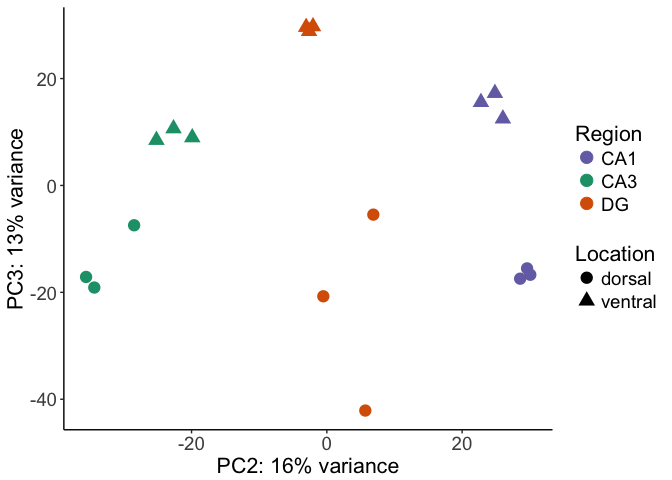 20
0
-20
-40
PC3: 13% variance
-20
0
20
PC2: 16% variance
Region
CA1
CA3
DG
Location
dorsal
ventral